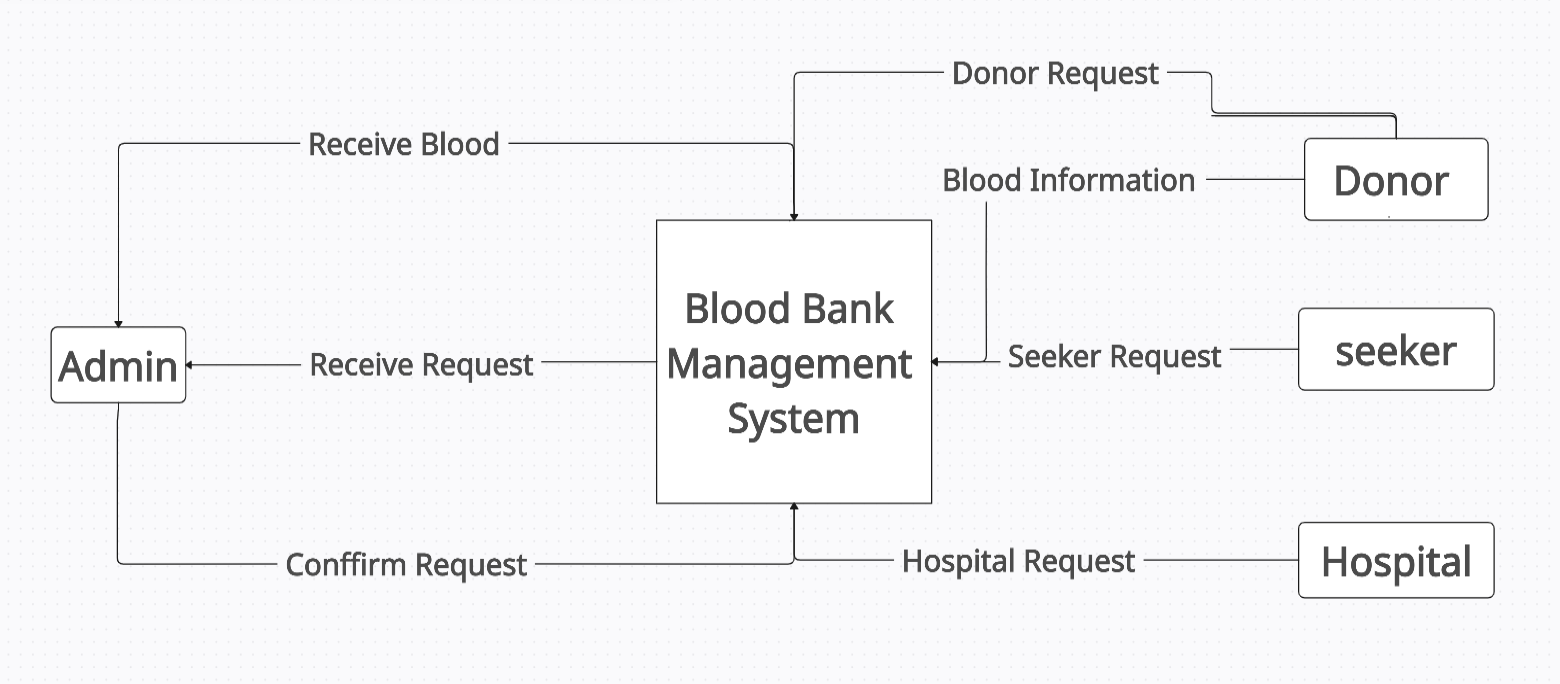 Donor Request
Receive Blood
Blood Information
Donor
Blood Bank
Management
System
Admin
Receive Request
Seeker Request
seeker
Conffirm Request
Hospital Request
Hospital